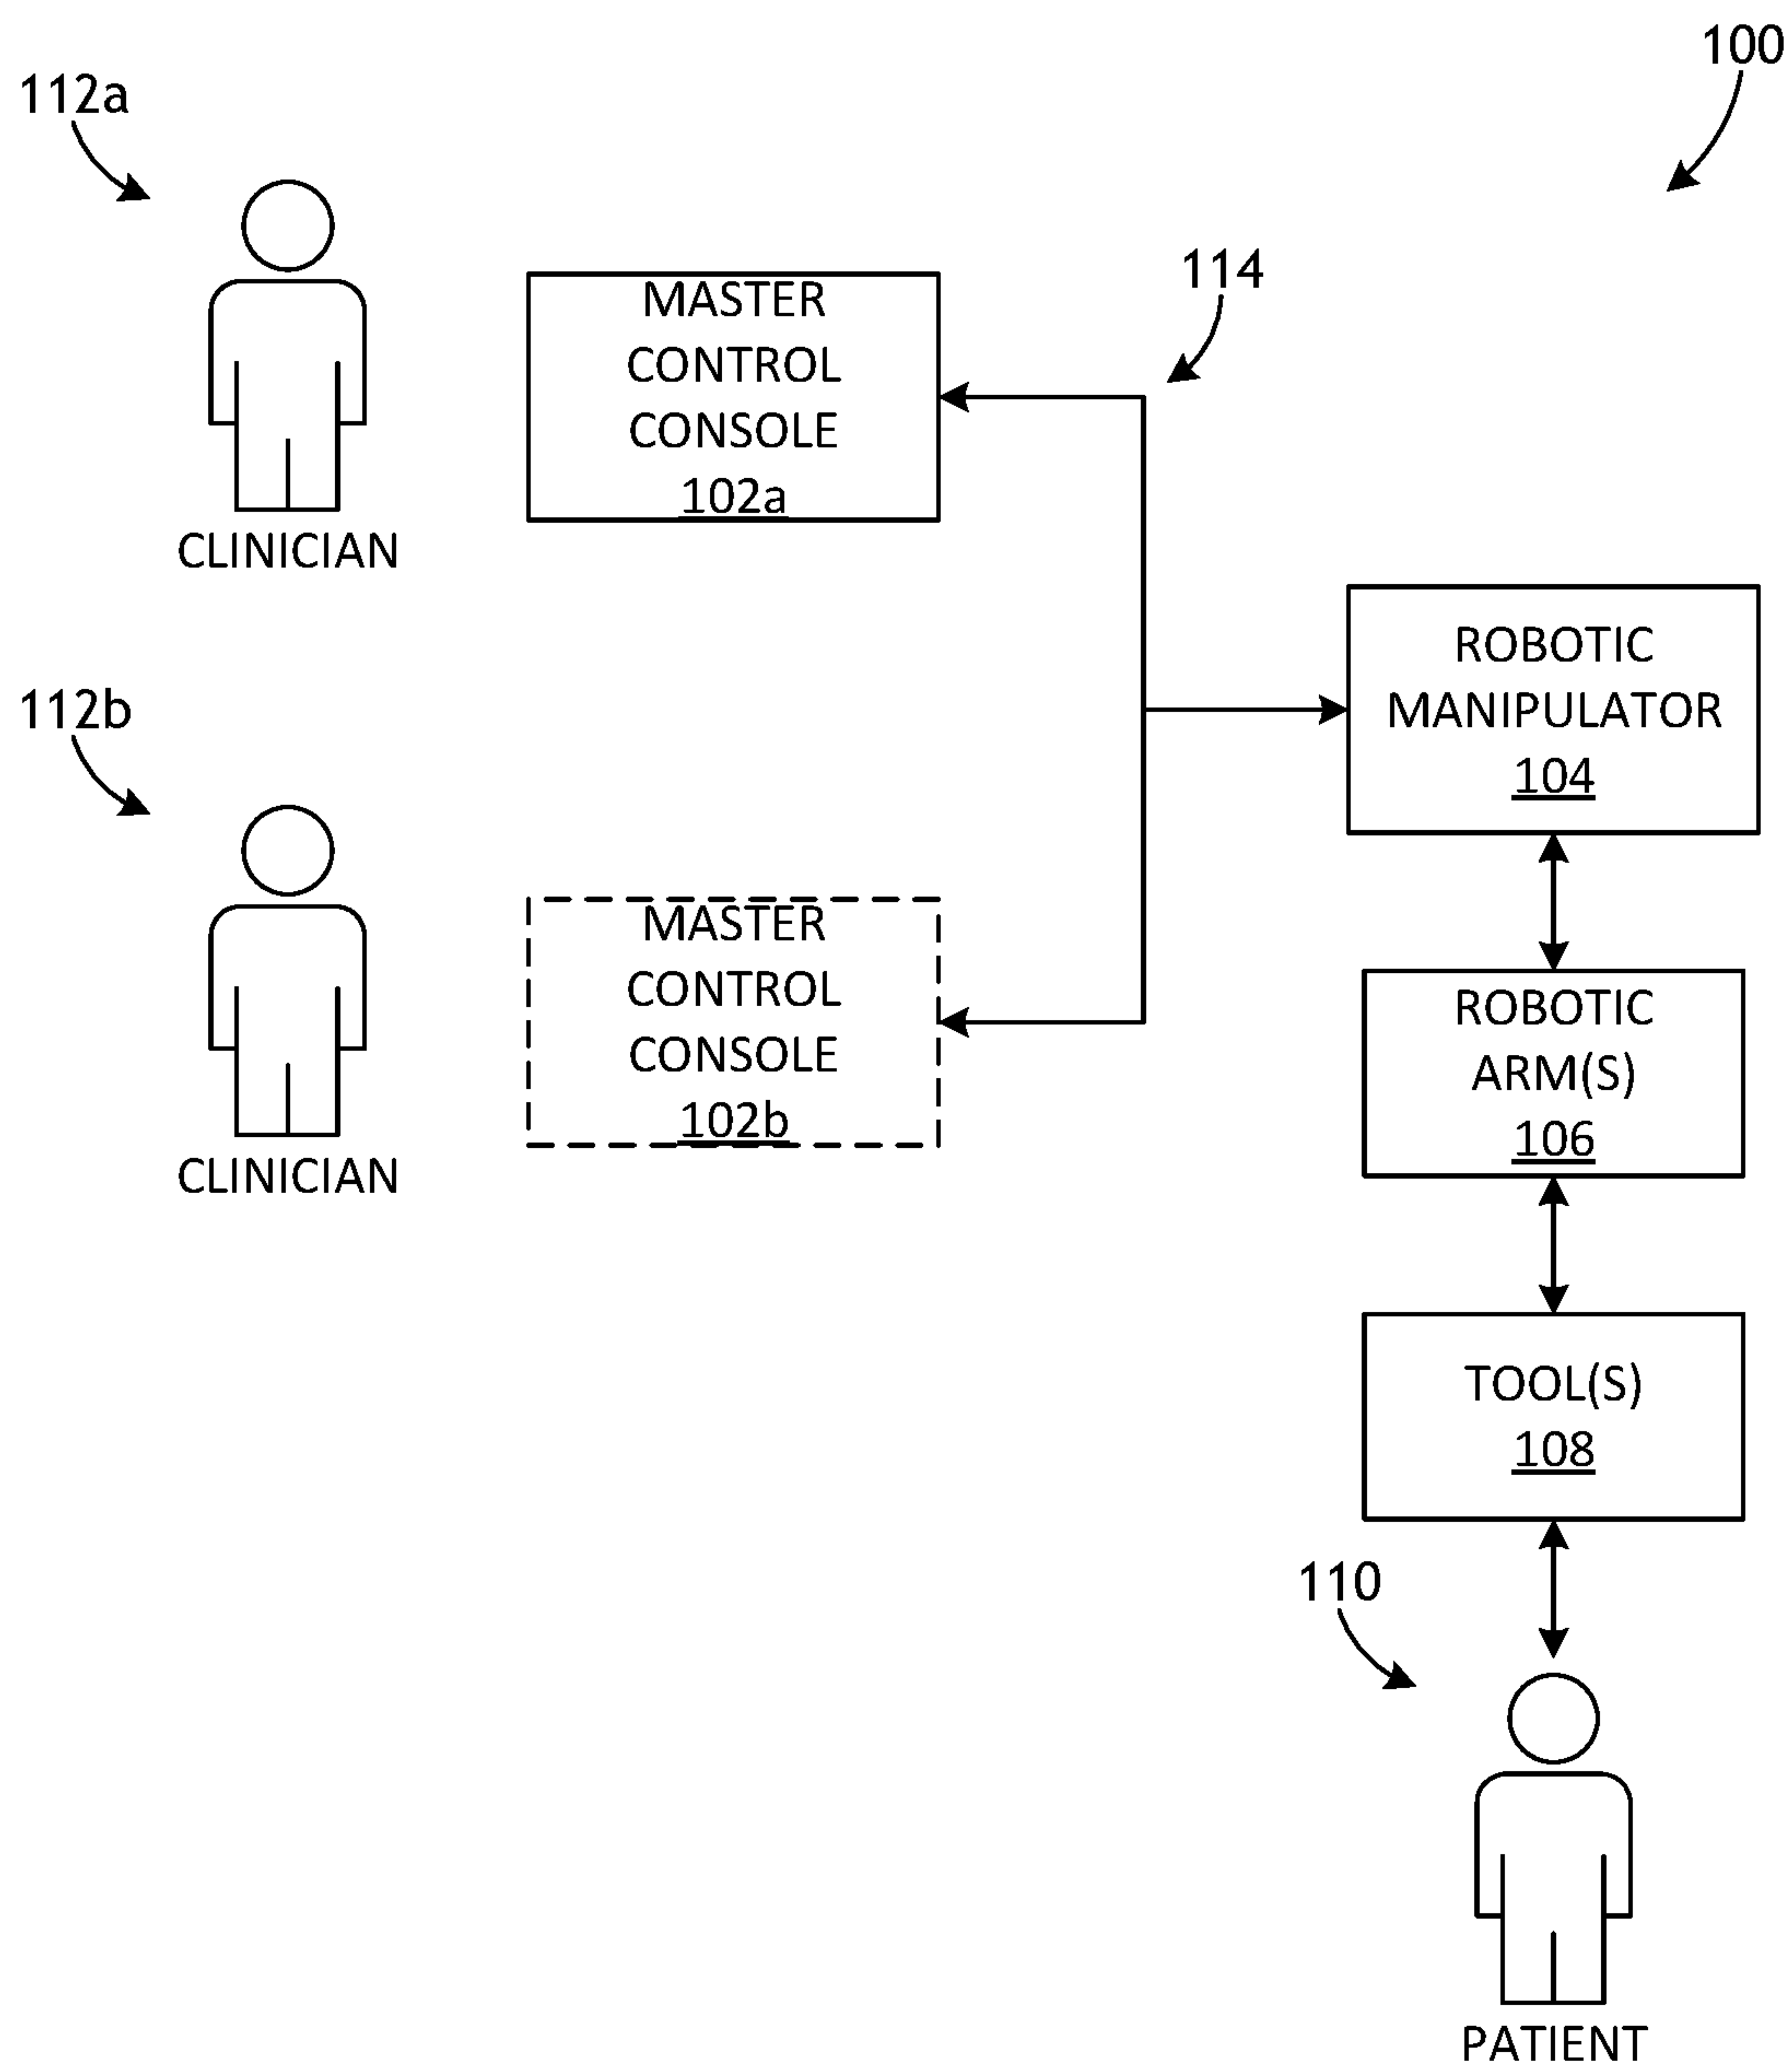 100
112a
MASTER
CONTROL
CONSOLE
102a
114
CLINICIAN
ROBOTIC
MANIPULATOR
104
112b
MASTER
CONTROL
CONSOLE
102b
CLINICIAN
ROBOTIC
ARM(S)
106
TOOL(S)
108
110
PATIENT